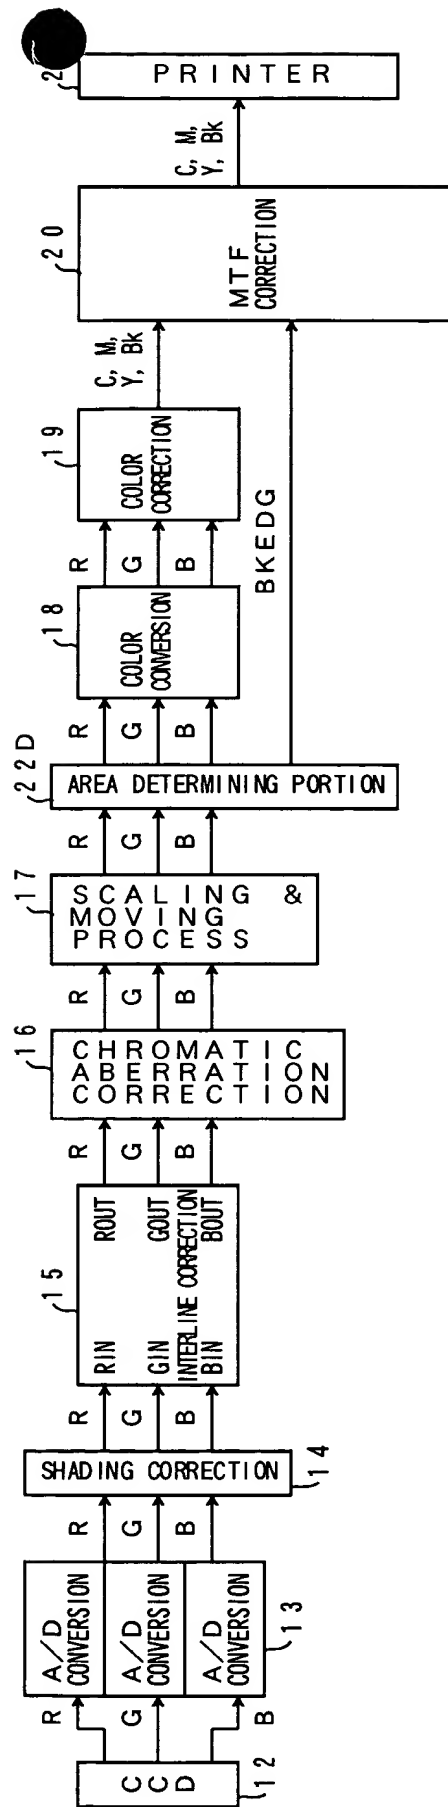 CCD
12
R
G
B
A/D
CONVERSION
A/D
CONVERSION
A/D
CONVERSION
13
R
G
B
SHADING CORRECTION
14
R
G
B
15
RIN
ROUT
GIN
GOUT
INTERLINE CORRECTION
BIN
BOUT
R
G
B
16
CHROMATIC
ABERRATION
CORRECTION
R
G
B
17
SCALING &
MOVING
PROCESS
R
G
B
22D
AREA DETERMINING PORTION
R
G
B
18
COLOR
CONVERSION
R
G
B
19
COLOR
CORRECTION
BKEDG
C, M,
Y, Bk
20
MTF
CORRECTION
C, M,
Y, Bk
2
PRINTER